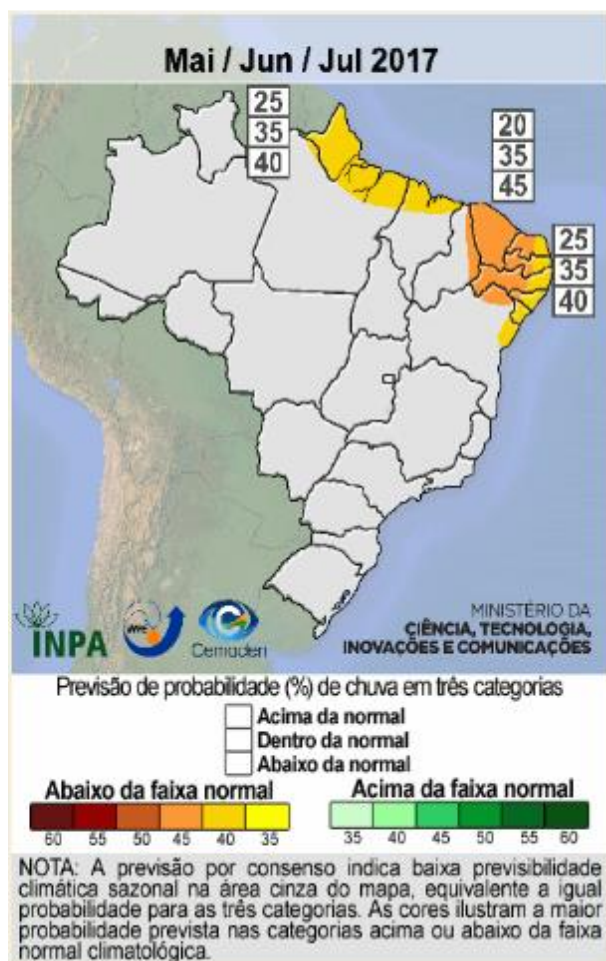 Mai / Jun / Jul 2017
25
35
40
20
35
45
25
35
40
INPA
Cemaden
MINISTÉRIO DA
CIÊNCIA, TECNOLOGIA,
INOVAÇÕES E COMUNICAÇÕES
Previsão de probabilidade (%) de chuva em três categorias
Acima da normal
Dentro da normal
Abaixo da normal
Abaixo da faixa normal
Acima da faixa normal
60 55 50 45 40 35
35 40 45 50 55 60
NOTA: A previsão por consenso indica baixa previsibilidade
climática sazonal na área cinza do mapa, equivalente a igual
probabilidade para as três categorias. As cores ilustram a maior
probabilidade prevista nas categorias acima ou abaixo da faixa
normal climatológica.